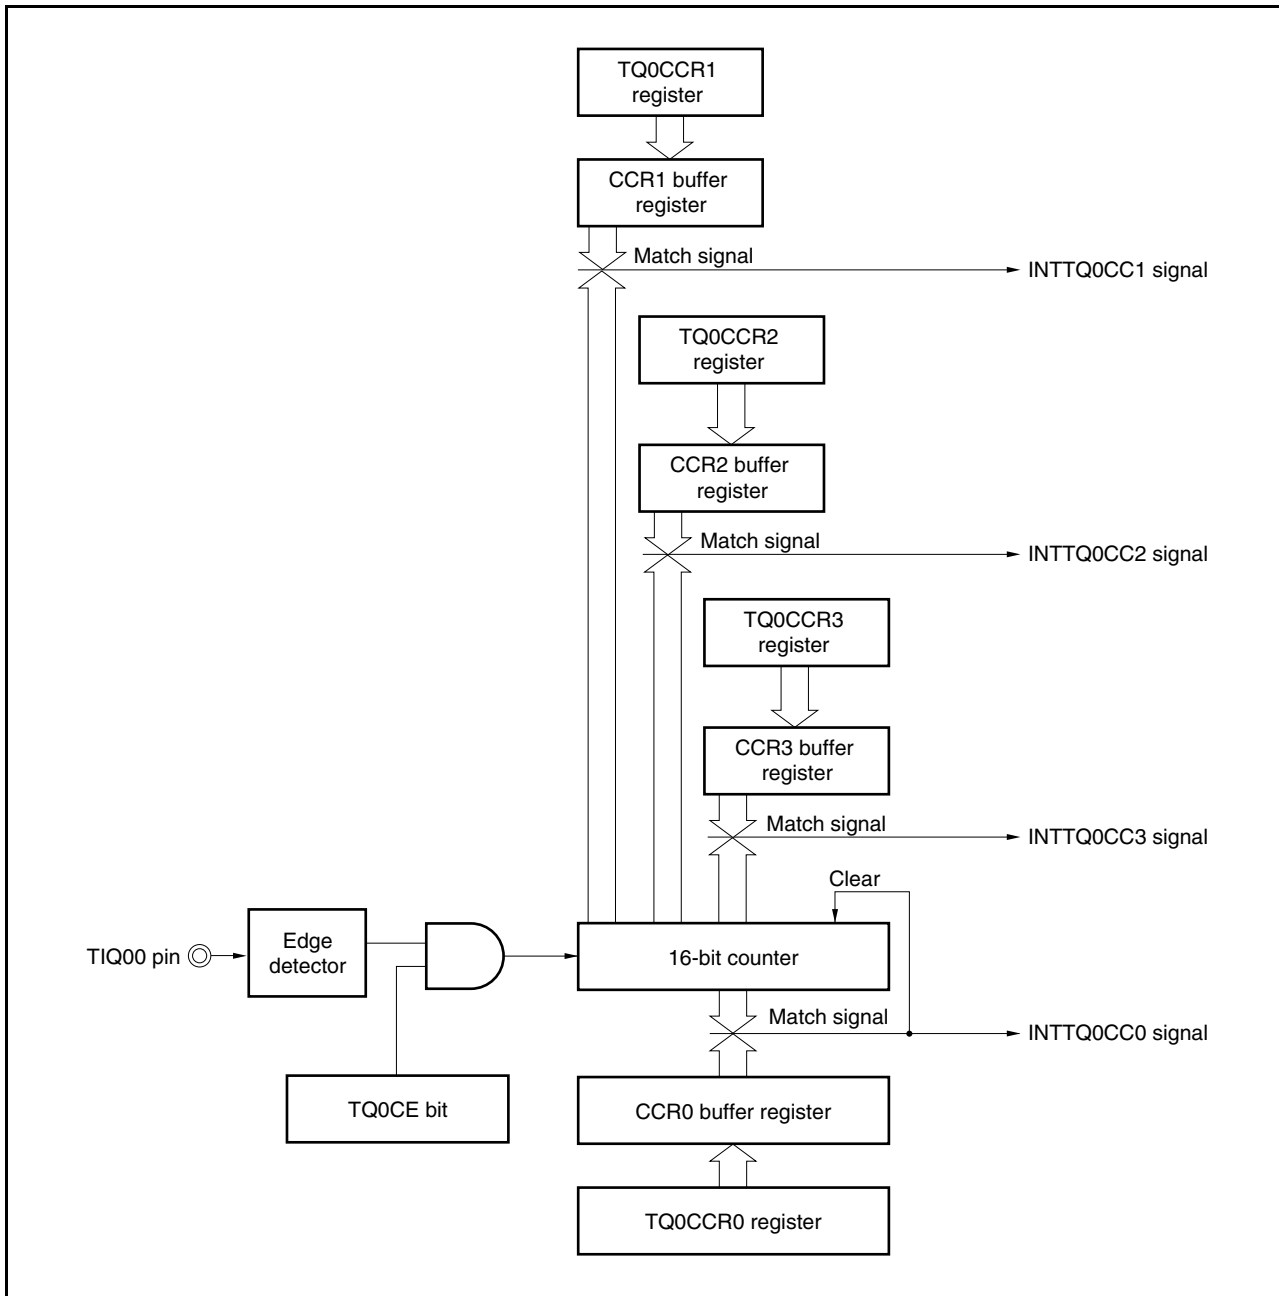 TQ0CCR1
register
CCR1 buffer
register
Match signal
INTTQ0CC1 signal
TQ0CCR2
register
CCR2 buffer
register
Match signal
INTTQ0CC2 signal
TQ0CCR3
register
CCR3 buffer
register
Match signal
INTTQ0CC3 signal
Clear
TIQ00 pin
Edge
detector
16-bit counter
Match signal
INTTQ0CC0 signal
TQ0CE bit
CCR0 buffer register
TQ0CCR0 register